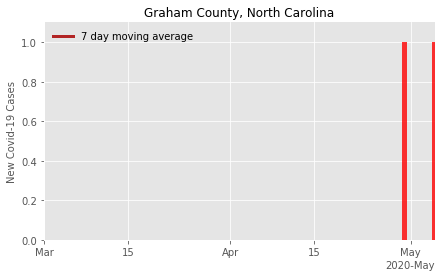 Graham County, North Carolina
7 day moving average
New Covid-19 Cases
1.0
0.8
0.6
0.4
0.2
0.0
Mar 15 Apr 15 May
2020-May